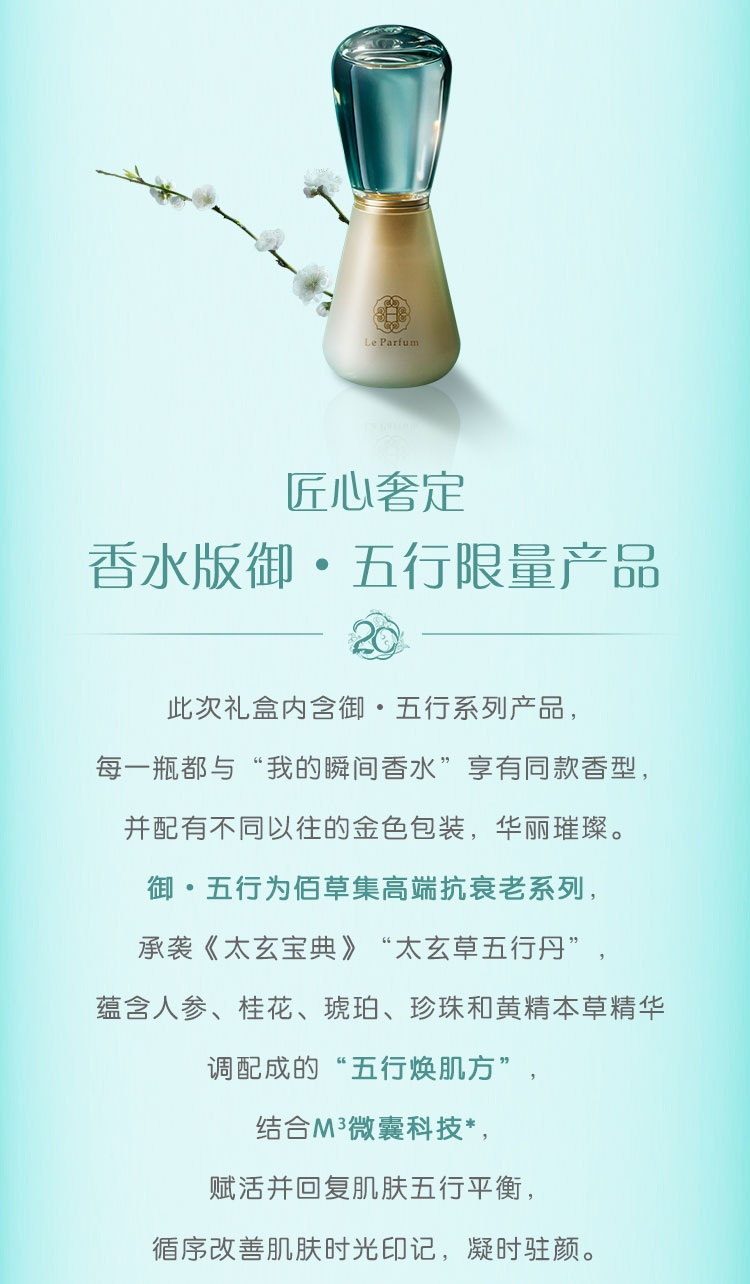 Le Parfum
匠心奢定
香水版御·五行限量产品
20
此次礼盒内含御·五行系列产品，
每一瓶都与“我的瞬间香水”享有同款香型，
并配有不同以往的金色包装，华丽璀璨。
御·五行为佰草集高端抗衰老系列，
承袭《太玄宝典》“太玄草五行丹”，
蕴含人参、桂花、琥珀、珍珠和黄精本草精华
调配成的“五行焕肌方”，
结合M³微囊科技*，
赋活并回复肌肤五行平衡，
循序改善肌肤时光印记，凝时驻颜。